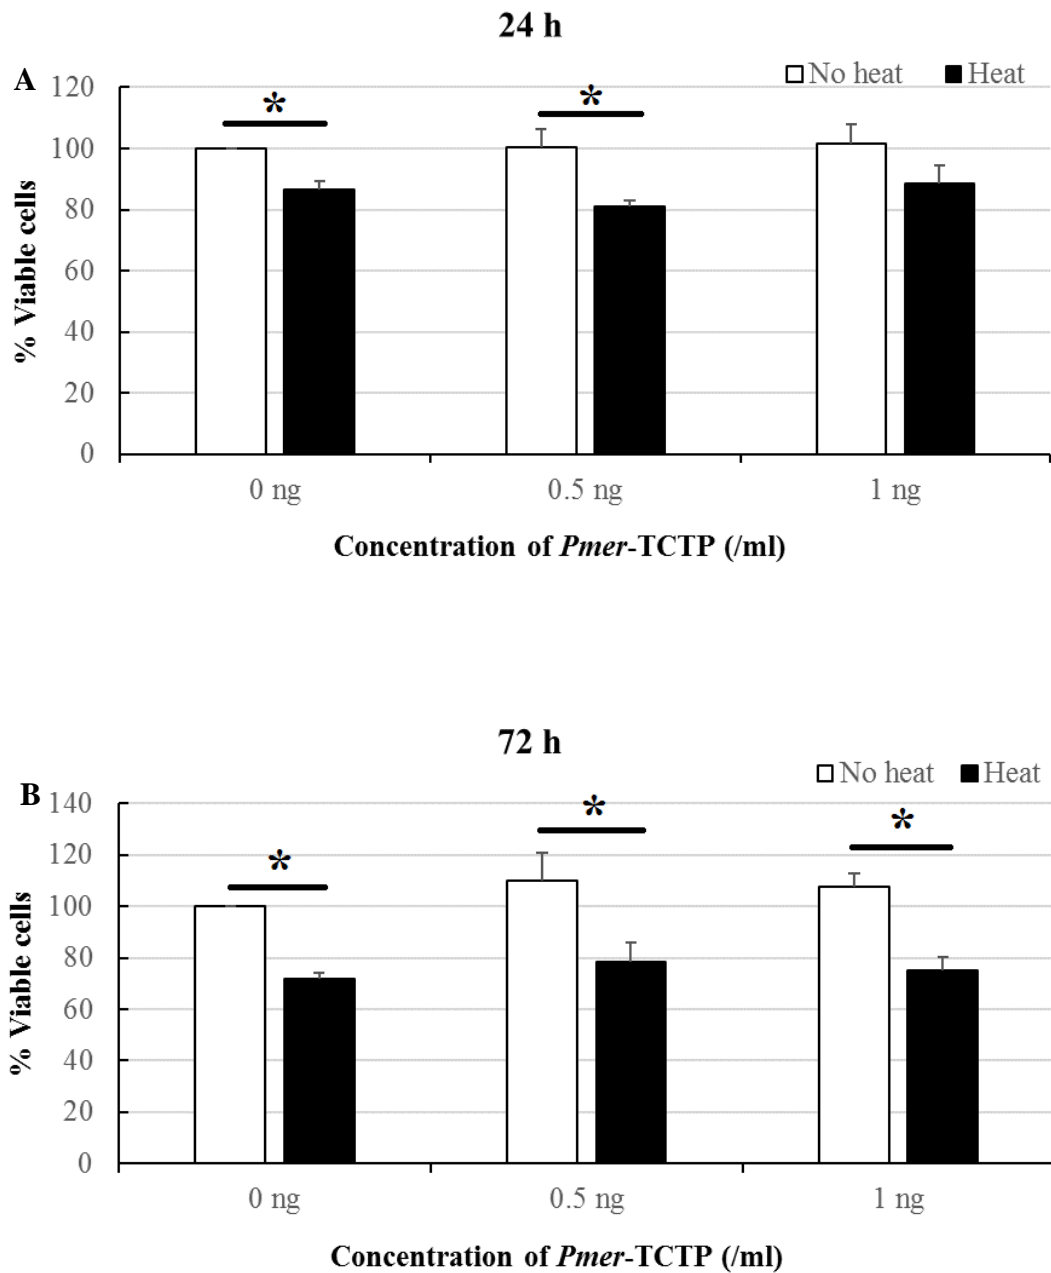 24 h
A
No heat Heat
*
*
120
100
80
60
40
20
0
% Viable cells
0 ng 0.5 ng 1 ng
Concentration of Pmer-TCTP (/ml)
72 h
B
No heat Heat
*
*
*
140
120
100
80
60
40
20
0
% Viable cells
0 ng 0.5 ng 1 ng
Concentration of Pmer-TCTP (/ml)